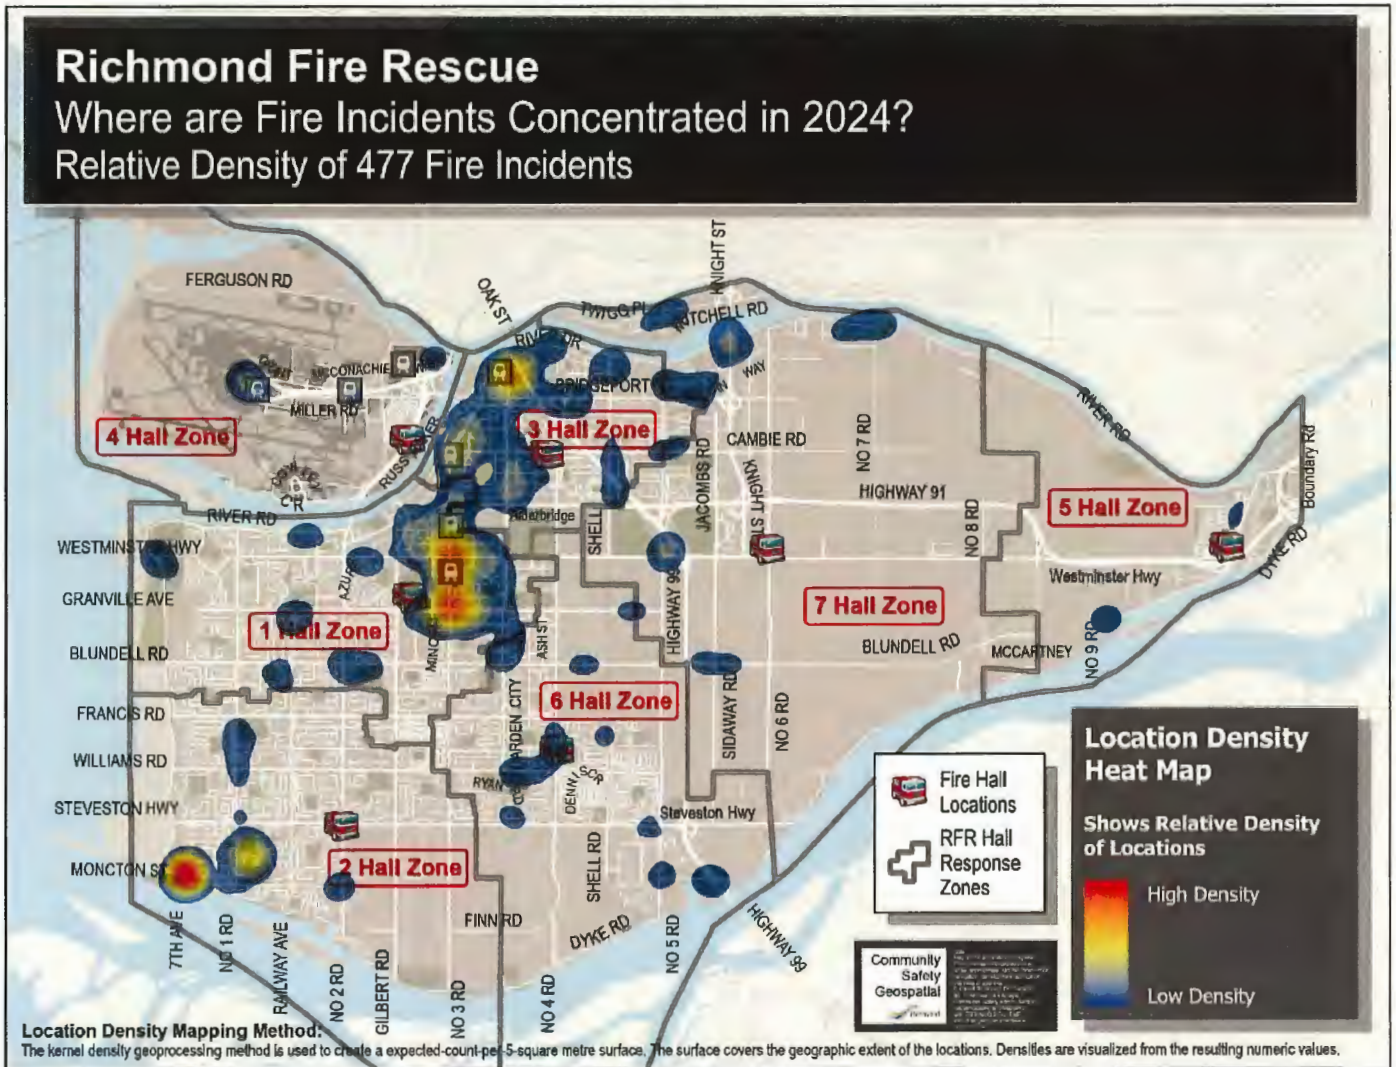 Richmond Fire Rescue
Where are Fire Incidents Concentrated in 2024?
Relative Density of 477 Fire Incidents
KNIGHT ST
FERGUSON RD
OAK ST
TWIGG PL
MITCHELL RD
RIVER DR
MCCONACHIE
WAY
BRIDGEPORT
MILLER RD
RIVER RD
4 Hall Zone
3 Hall Zone
CAMBIE RD
NO 7 RD
Boundary Rd
JACOBMBS RD
KNIGHT ST
HIGHWAY 91
5 Hall Zone
CR
RIVER RD
Alderbridge
SHELL
NO 8 RD
DYKE RD
WESTMINSTER HWY
Westminster Hwy
GRANVILLE AVE
7 Hall Zone
1 Hall Zone
ASH ST
HIGHWAY 99
BLUNDELL RD
BLUNDELL RD
MCCARTNEY
NO 9 RD
6 Hall Zone
FRANCIS RD
GARDEN CITY
SIDAWAY RD
NO 6 RD
WILLIAMS RD
RYAN
DENNIS CR
STEVESTON HWY
Steveston Hwy
MONCTON ST
2 Hall Zone
SHELL RD
FINN RD
DYKE RD
HIGHWAY 99
7TH AVE
NO 1 RD
RAILWAY AVE
NO 2 RD
GILBERT RD
NO 3 RD
NO 4 RD
NO 5 RD
Fire Hall
Locations
RFR Hall
Response
Zones
Location Density
Heat Map
Shows Relative Density
of Locations
High Density
Low Density
Community
Safety
Geospatial
Location Density Mapping Method:
The kernel density geoprocessing method is used to create a expected-count-per-5-square metre surface. The surface covers the geographic extent of the locations. Densities are visualized from the resulting numeric values.